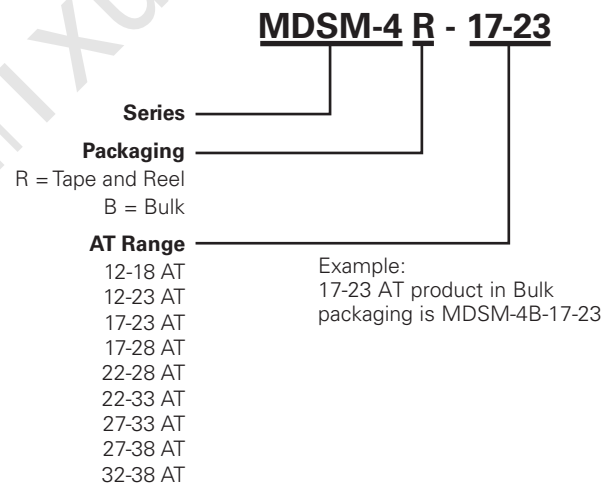 MDSM-4 R - 17-23
Series
Packaging
R = Tape and Reel
B = Bulk
AT Range
12-18 AT
12-23 AT
17-23 AT
17-28 AT
22-28 AT
22-33 AT
27-33 AT
27-38 AT
32-38 AT
Example:
17-23 AT product in Bulk
packaging is MDSM-4B-17-23